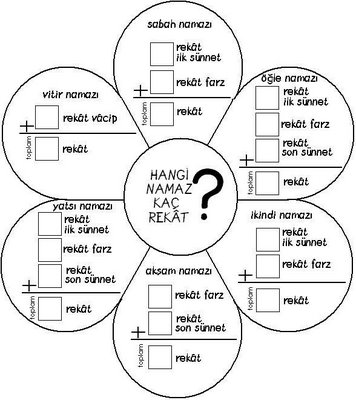 sabah namazı
rekât
ilk sünnet
rekât farz
+
toplam
rekât
öğle namazı
rekât
ilk sünnet
rekât farz
rekât
son sünnet
+
toplam
rekât
ikindi namazı
rekât
ilk sünnet
rekât farz
+
toplam
rekât
akşam namazı
rekât farz
rekât
son sünnet
+
toplam
rekât
yatsı namazı
rekât
ilk sünnet
rekât farz
rekât
son sünnet
+
toplam
rekât
vitir namazı
rekât vâcip
+
toplam
rekât
HANGİ
NAMAZ
KAÇ
REKÂT
?